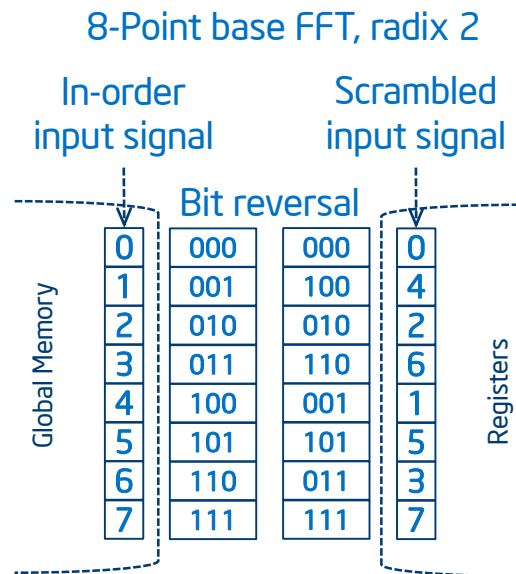 8-Point base FFT, radix 2
In-order
input signal
Scrambled
input signal
Bit reversal
Global Memory
0 000 000 0
1 001 100 4
2 010 010 2
3 011 110 6
4 100 001 1
5 101 101 5
6 110 011 3
7 111 111 7
Registers